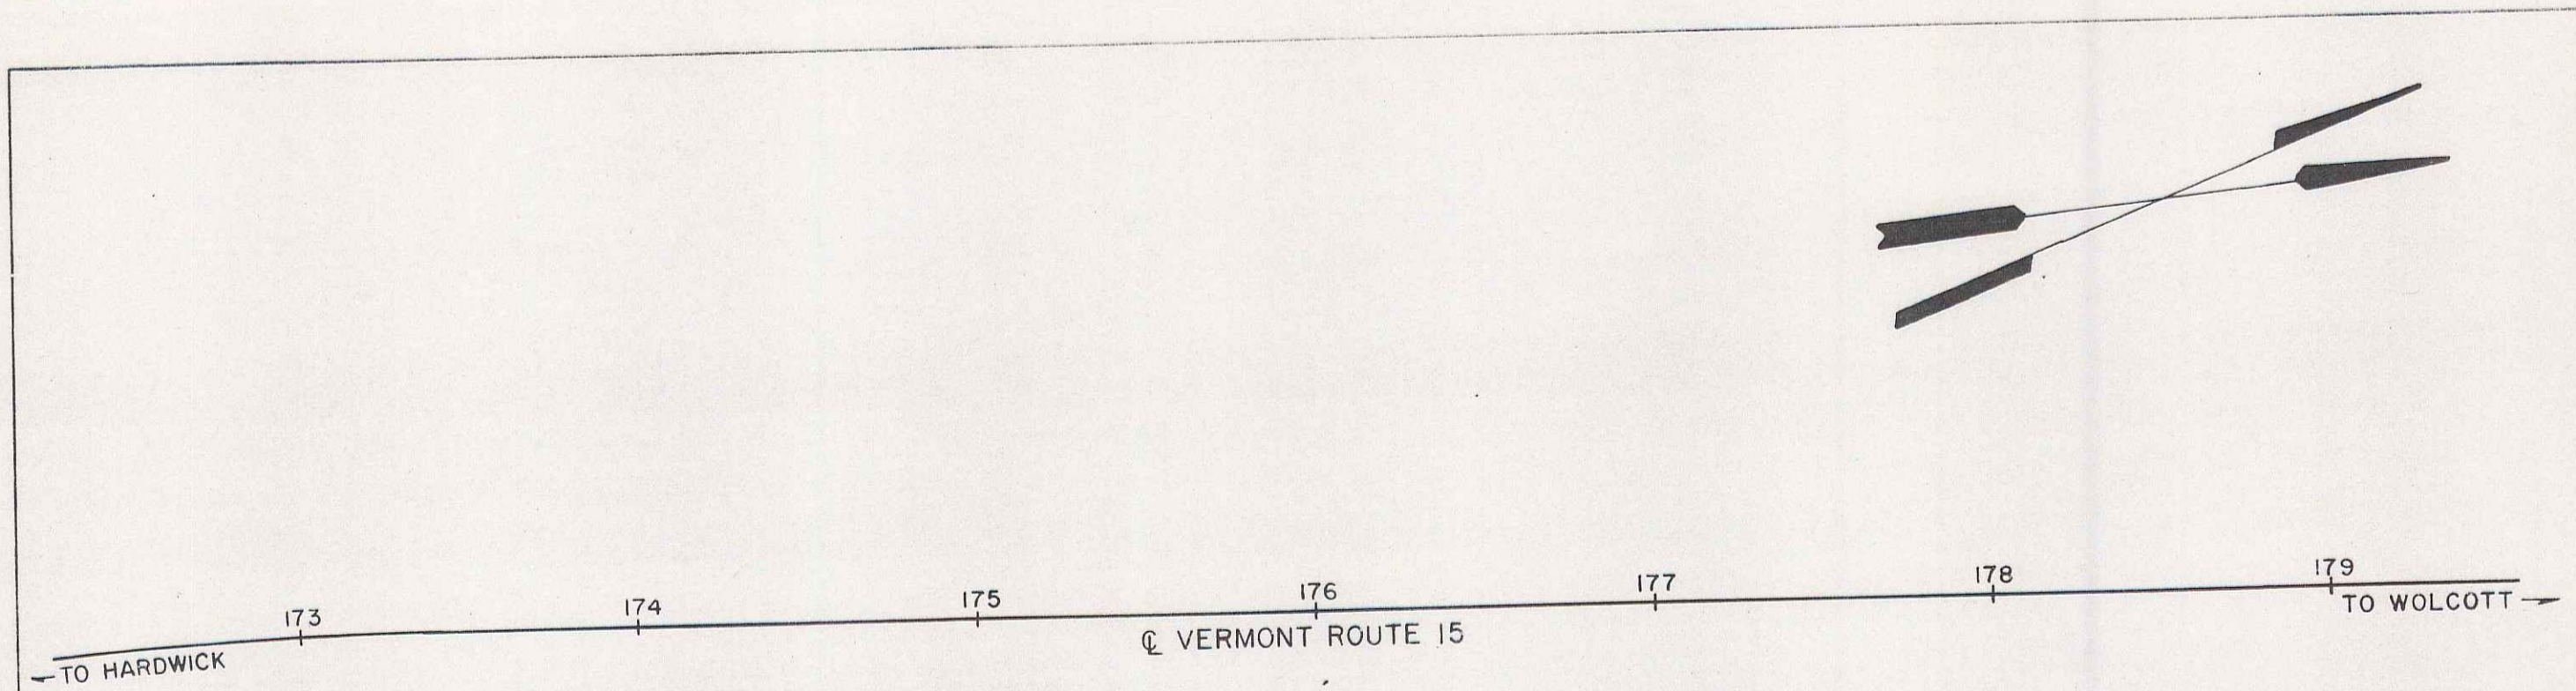 173 174 175 176 177 178 179
←TO HARDWICK ℄ VERMONT ROUTE 15 TO WOLCOTT→